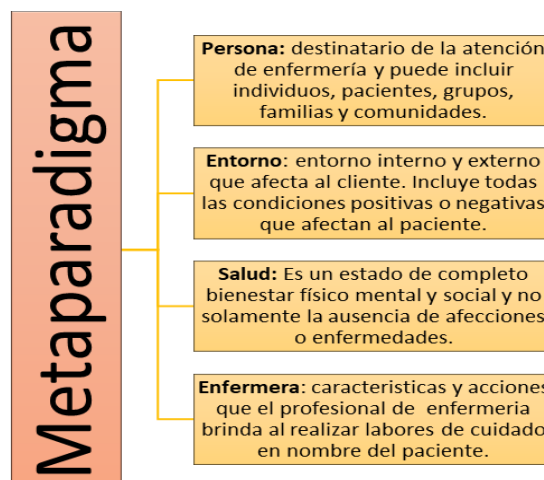 Metaparadigma
Persona: destinatario de la atención
de enfermería y puede incluir
individuos, pacientes, grupos,
familias y comunidades.
Entorno: entorno interno y externo
que afecta al cliente. Incluye todas
las condiciones positivas o negativas
que afectan al paciente.
Salud: Es un estado de completo
bienestar físico mental y social y no
solamente la ausencia de afecciones
o enfermedades.
Enfermera: caracteristicas y acciones
que el profesional de enfermeria
brinda al realizar labores de cuidado
en nombre del paciente.